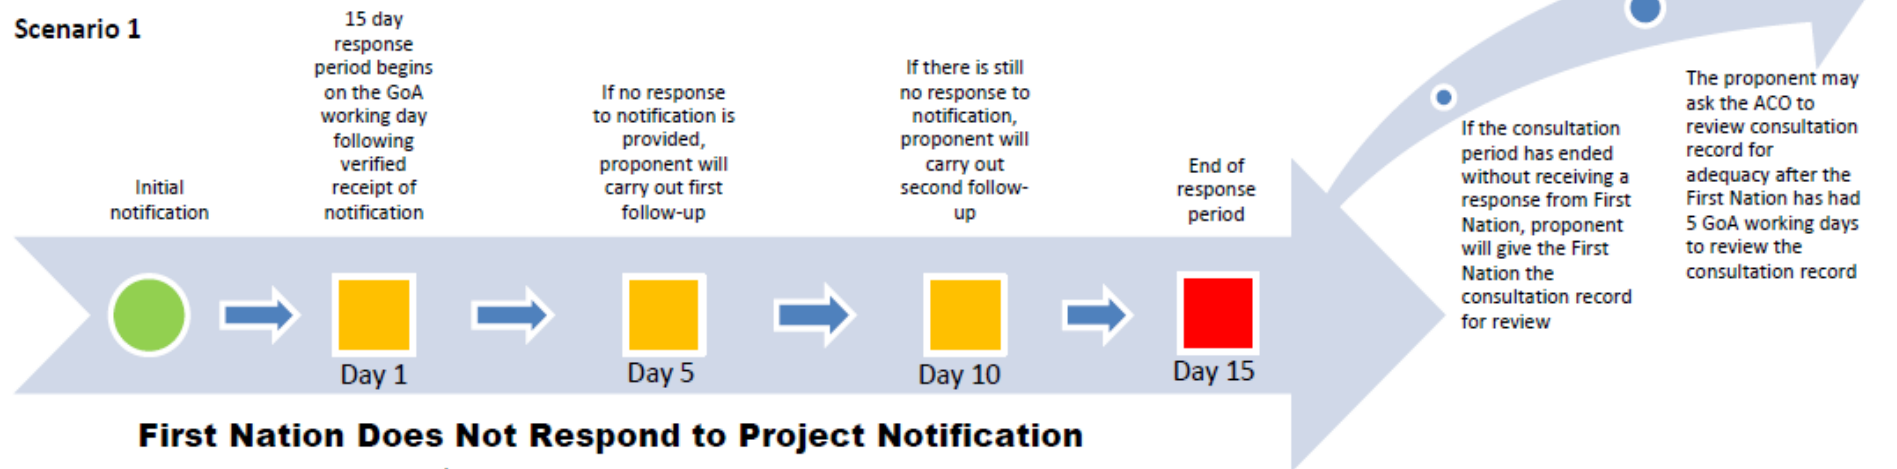 Scenario 1
Initial
notification
15 day
response
period begins
on the GoA
working day
following
verified
receipt of
notification
If no response
to notification is
provided,
proponent will
carry out first
follow-up
If there is still
no response to
notification,
proponent will
carry out
second follow-
up
End of
response
period
If the consultation
period has ended
without receiving a
response from First
Nation, proponent
will give the First
Nation the
consultation record
for review
The proponent may
ask the ACO to
review consultation
record for
adequacy after the
First Nation has had
5 GoA working days
to review the
consultation record
Day 1
Day 5
Day 10
Day 15
First Nation Does Not Respond to Project Notification